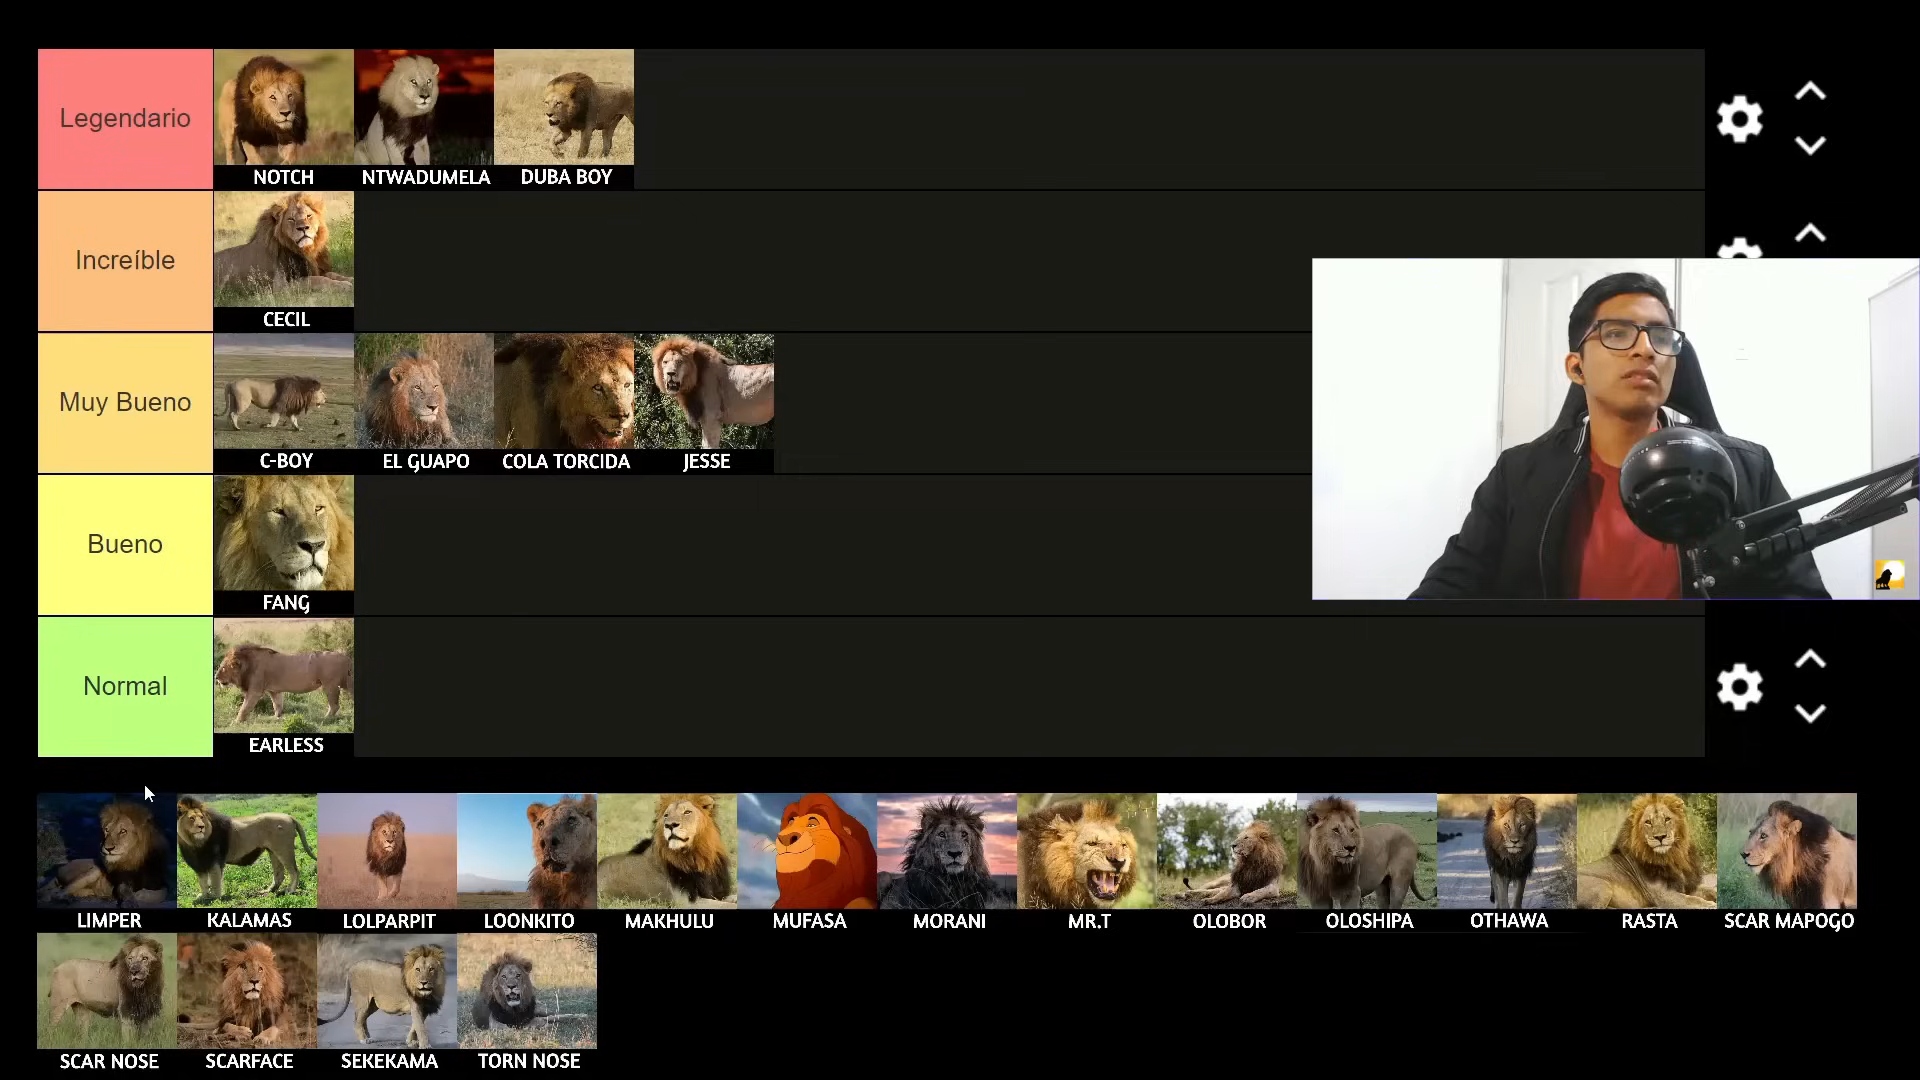 Legendario
NOTCH
NTWADUMELA
DUBA BOY
Increíble
CECIL
Muy Bueno
C-BOY
EL GUAPO
COLA TORCIDA
JESSE
Bueno
FANG
Normal
EARLESS
LIMPER
KALAMAS
LOLPARPIT
LOONKITO
MAKHULU
MUFASA
MORANI
MR.T
OLOBOR
OLOSHIPA
OTHAWA
RASTA
SCAR MAPOGO
SCAR NOSE
SCARFACE
SEKEKAMA
TORN NOSE